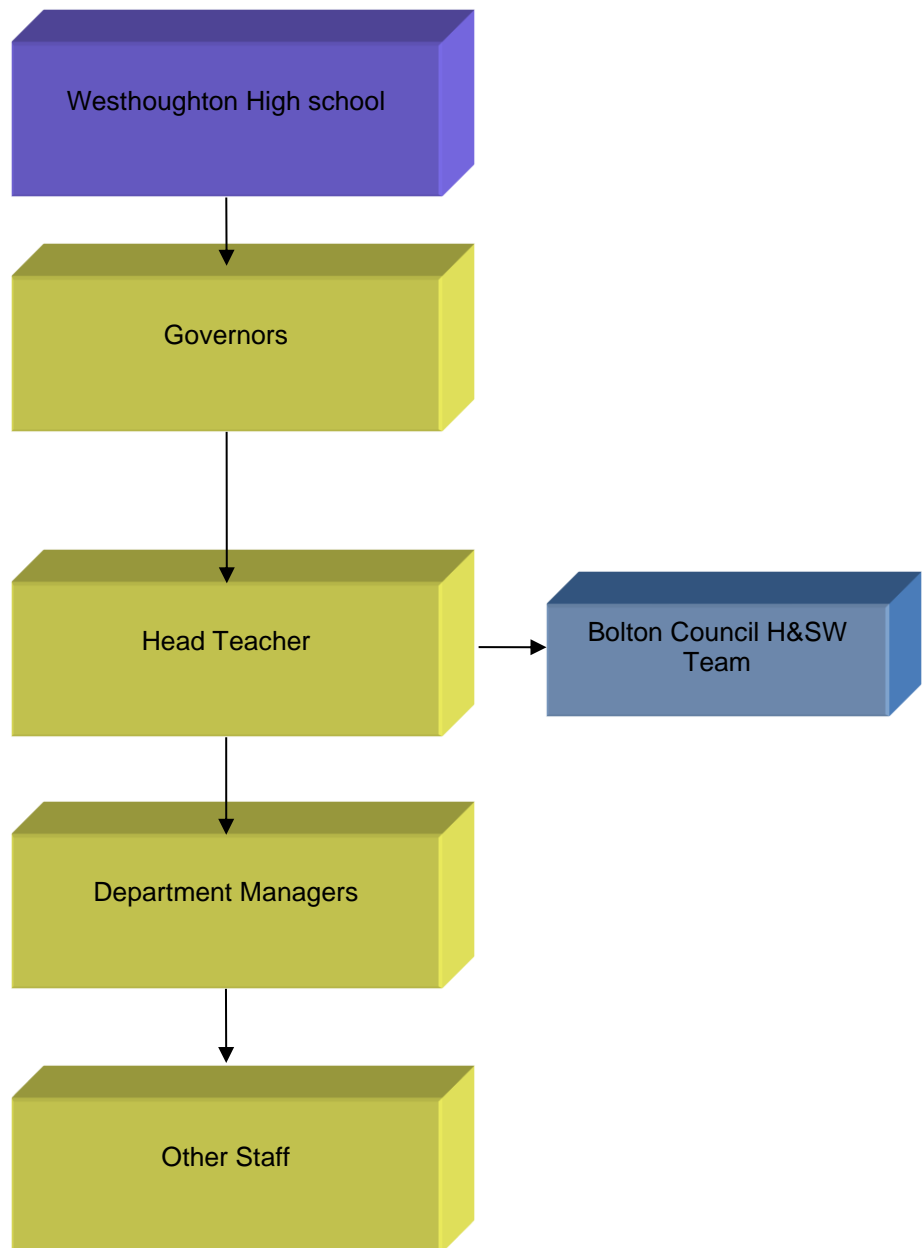 Westhoughton High school
Governors
Head Teacher
Bolton Council H&SW
Team
Department Managers
Other Staff